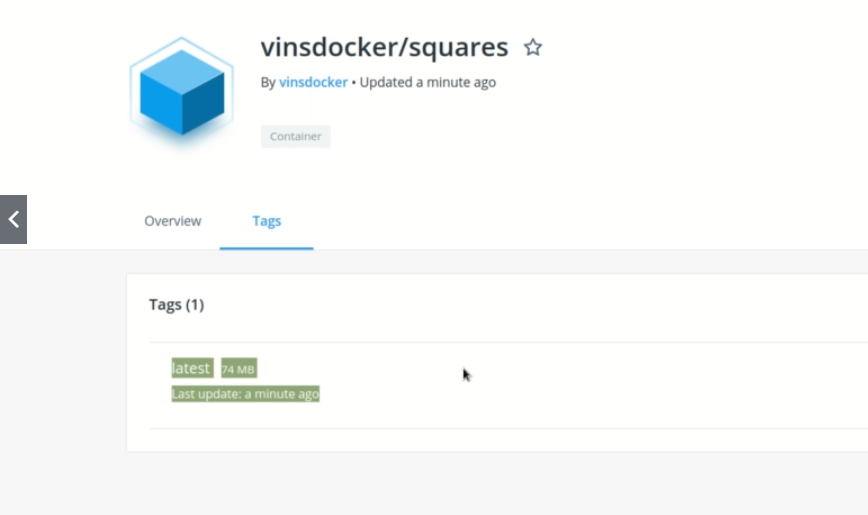 vinsdocker/squares
By vinsdocker • Updated a minute ago
Container
Overview Tags
Tags (1)
latest 74 MB
Last update: a minute ago